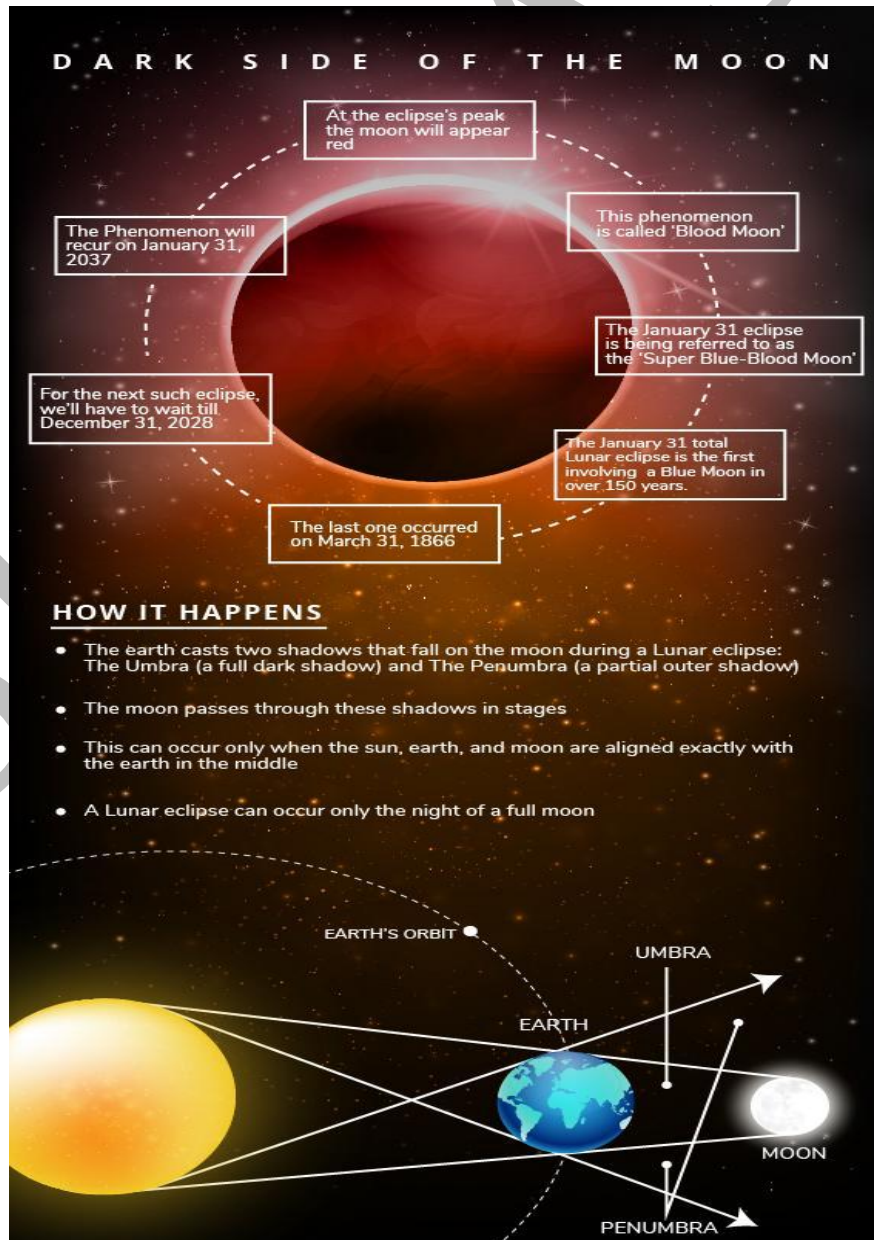 DARK SIDE OF THE MOON
At the eclipse's peak
the moon will appear
red
This phenomenon
is called 'Blood Moon'
The January 31 eclipse
is being referred to as
the 'Super Blue-Blood Moon'
The January 31 total
Lunar eclipse is the first
involving a Blue Moon in
over 150 years.
The last one occurred
on March 31, 1866
For the next such eclipse,
we'll have to wait till
December 31, 2028
The Phenomenon will
recur on January 31,
2037
HOW IT HAPPENS
• The earth casts two shadows that fall on the moon during a Lunar eclipse:
The Umbra (a full dark shadow) and The Penumbra (a partial outer shadow)
• The moon passes through these shadows in stages
• This can occur only when the sun, earth, and moon are aligned exactly with
the earth in the middle
• A Lunar eclipse can occur only the night of a full moon
EARTH'S ORBIT
UMBRA
EARTH
MOON
PENUMBRA